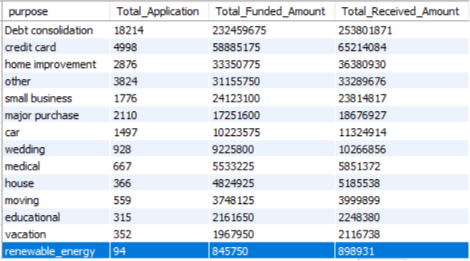 purpose Total_Application Total_Funded_Amount Total_Received_Amount
Debt consolidation 18214 232459675 253801871
credit card 4998 58885175 65214084
home improvement 2876 33350775 36380930
other 3824 31155750 33289676
small business 1776 24123100 23814817
major purchase 2110 17251600 18676927
car 1497 10223575 11324914
wedding 928 9225800 10266856
medical 667 5533225 5851372
house 366 4824925 5185538
moving 559 3748125 3999899
educational 315 2161650 2248380
vacation 352 1967950 2116738
renewable_energy 94 845750 898931